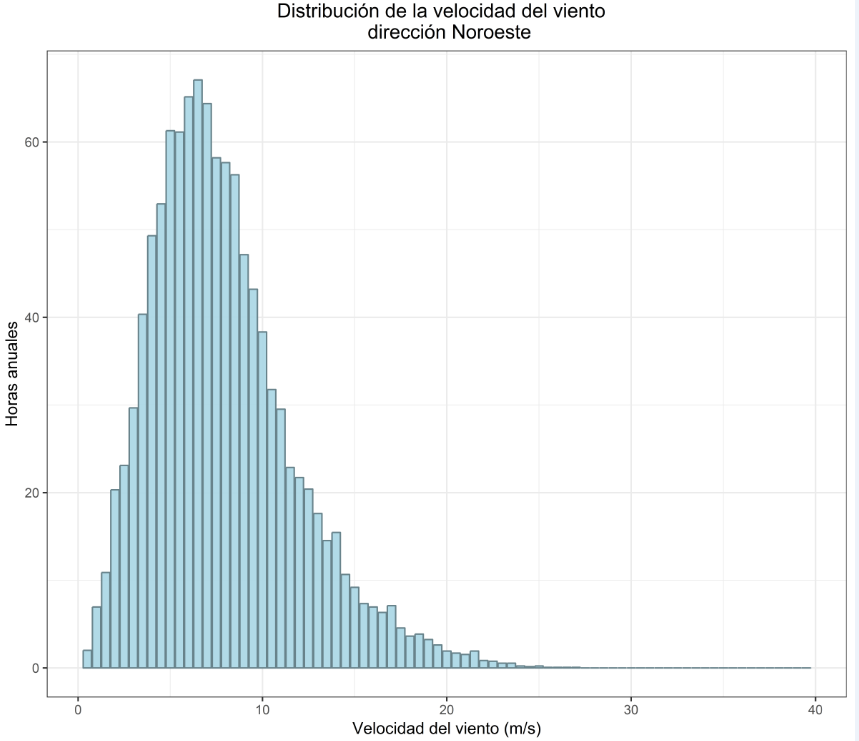 Distribución de la velocidad del viento
dirección Noroeste
60
40
20
0
Horas anuales
0 10 20 30 40
Velocidad del viento (m/s)